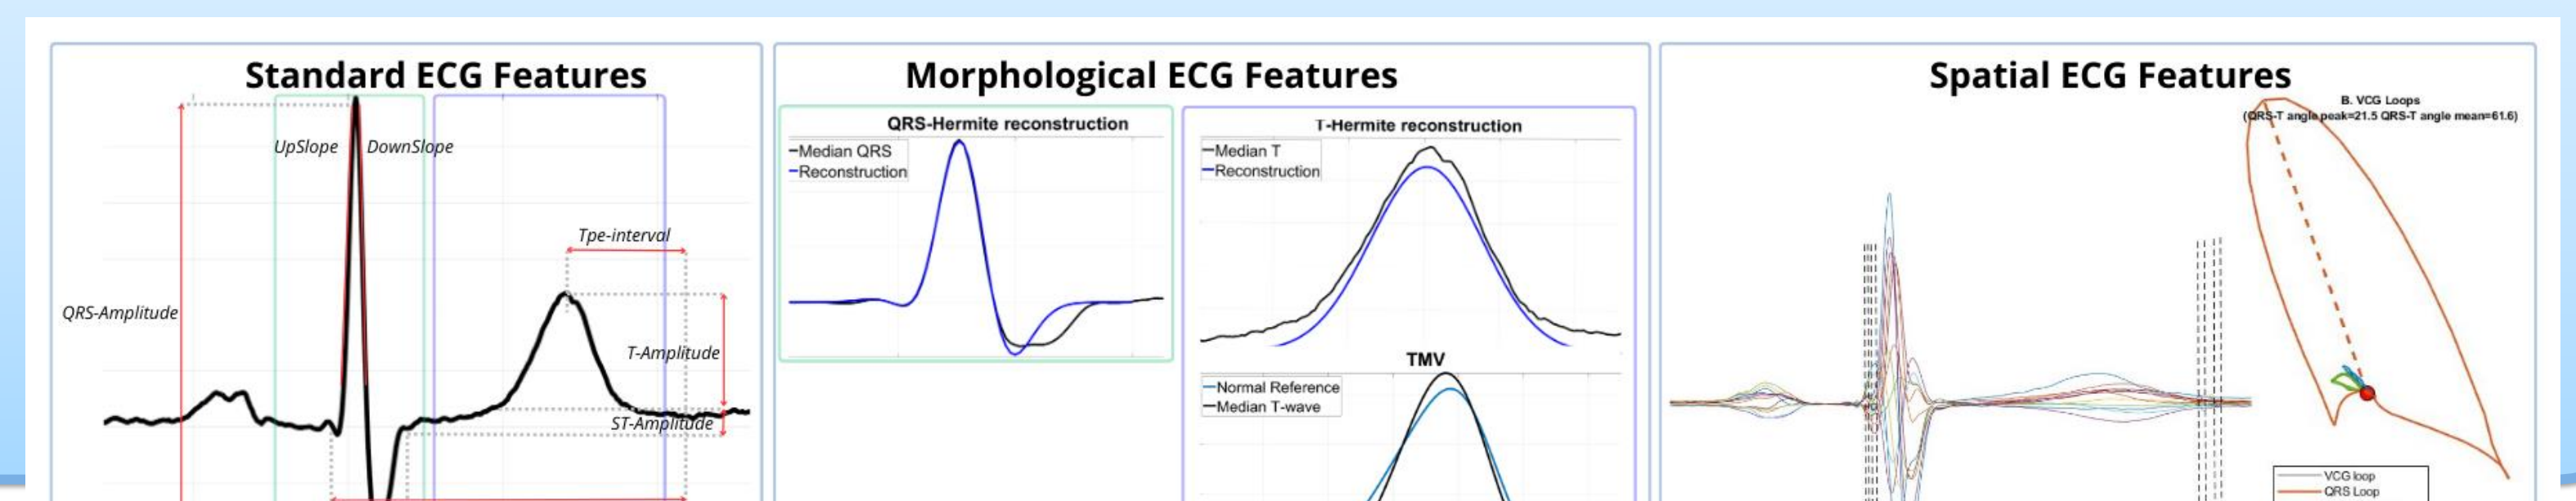 Standard ECG Features
UpSlope
DownSlope
Tpe-interval
QRS-Amplitude
T-Amplitude
ST-Amplitude
Morphological ECG Features
QRS-Hermite reconstruction
Median QRS
Reconstruction
T-Hermite reconstruction
Median T
Reconstruction
TMV
Normal Reference
Median T-wave
Spatial ECG Features
B. VCG Loops
(QRS-T angle peak=21.5 QRS-T angle mean=61.6)
VCG loop
QRS Loop